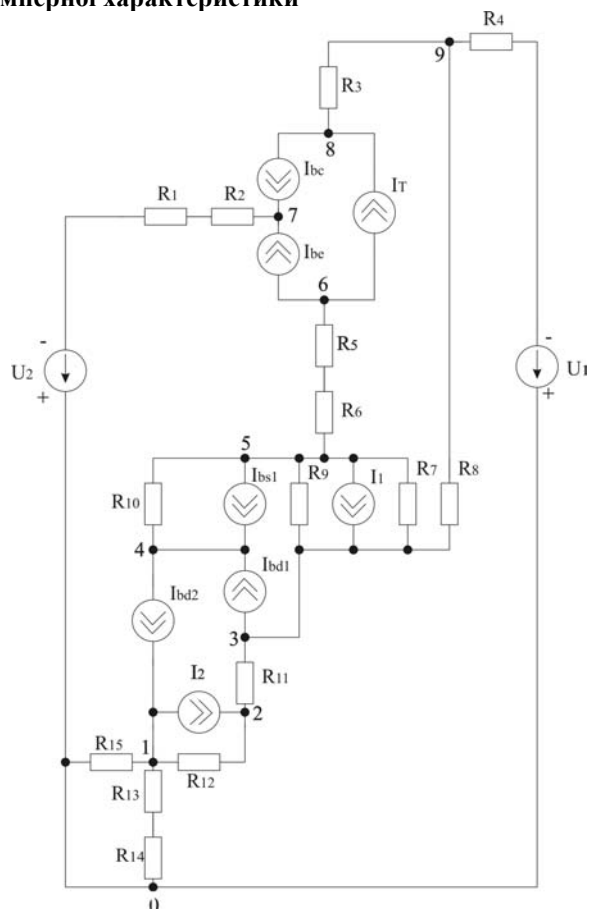 мперної характеристики
R4
9
R3
8
Ibc
IT
R1
R2
7
Ibe
6
-
-
R5
U2
U1
+
+
R6
5
Ibs1
R9
I1
R7
R8
R10
4
Ibd1
Ibd2
3
R11
I2
2
R15
1
R12
R13
R14
0